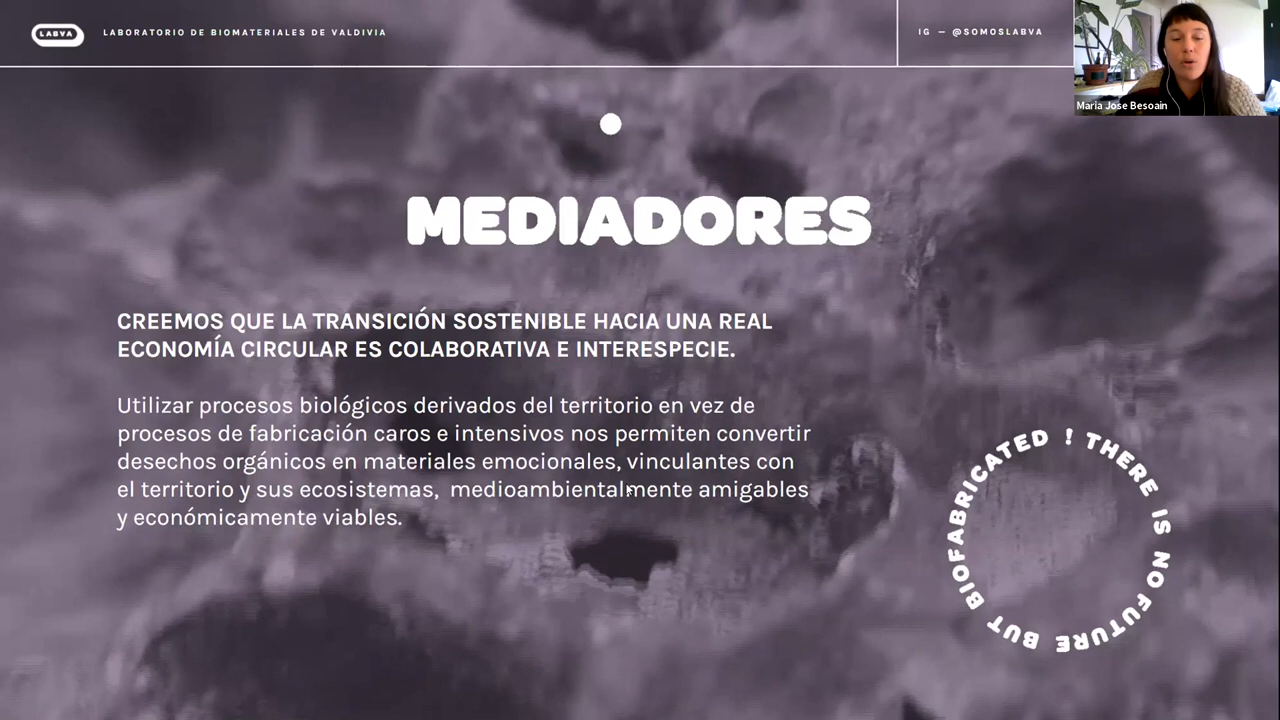 LABVA
LABORATORIO DE BIOMATERIALES DE VALDIVIA
IG — @SOMOSLABVA
Maria Jose Besoain
MEDIADORES
CREEMOS QUE LA TRANSICIÓN SOSTENIBLE HACIA UNA REAL
ECONOMÍA CIRCULAR ES COLABORATIVA E INTERESPECIE.
Utilizar procesos biológicos derivados del territorio en vez de
procesos de fabricación caros e intensivos nos permiten convertir
desechos orgánicos en materiales emocionales, vinculantes con
el territorio y sus ecosistemas, medioambientalmente amigables
y económicamente viables.
THERE IS NO FUTURE BUT BIOFABRICATED !